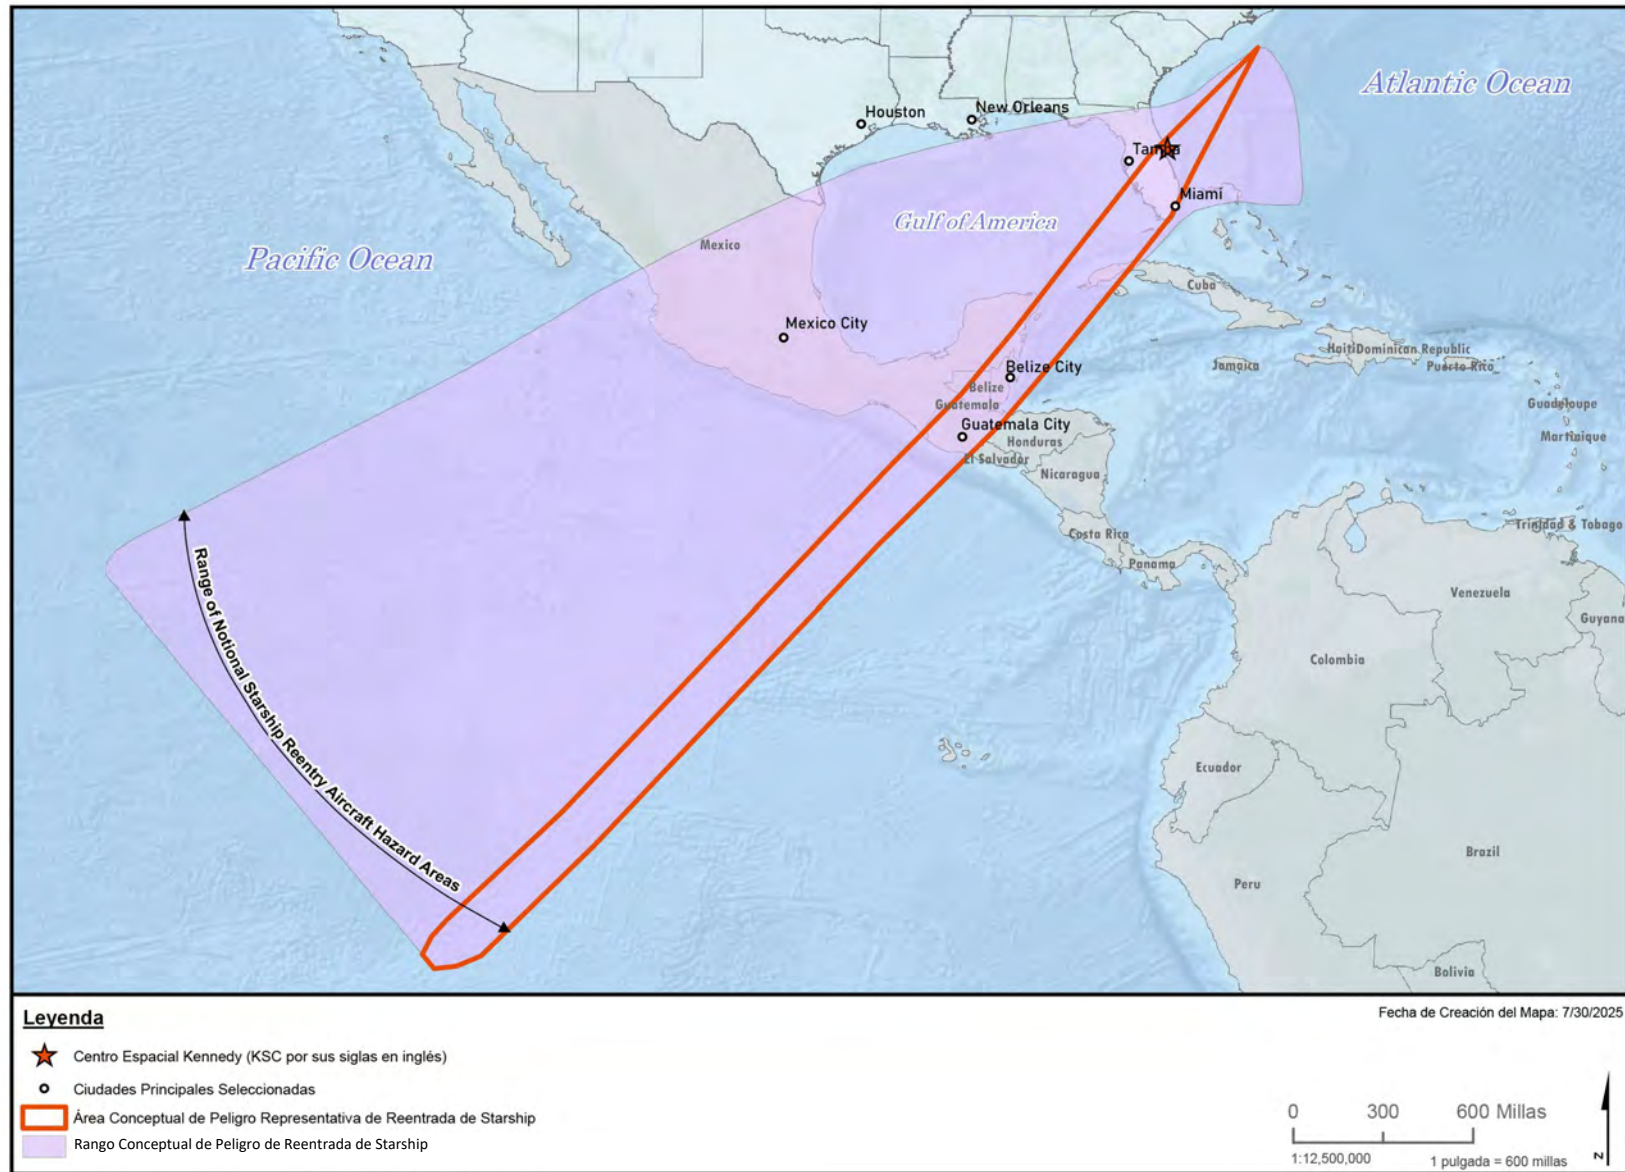 Atlantic Ocean
Houston
New Orleans
Tampa
Miami
Gulf of America
Pacific Ocean
Mexico
Cuba
Mexico City
Haiti
Dominican Republic
Jamaica
Puerto Rico
Belize City
Belize
Guatemala
Guadeloupe
Guatemala City
Martinique
Honduras
El Salvador
Nicaragua
Trinidad & Tobago
Costa Rica
Panama
Venezuela
Guyana
Range of Notional Starship Reentry Aircraft Hazard Areas
Colombia
Ecuador
Brazil
Peru
Bolivia
Leyenda
Fecha de Creación del Mapa: 7/30/2025
Centro Espacial Kennedy (KSC por sus siglas en inglés)
Ciudades Principales Seleccionadas
Área Conceptual de Peligro Representativa de Reentrada de Starship
Rango Conceptual de Peligro de Reentrada de Starship
0 300 600 Millas
1:12,500,000 1 pulgada = 600 millas
N